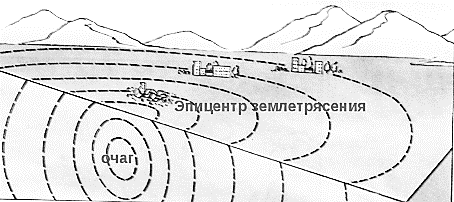 Эпицентр землетрясения
очаг